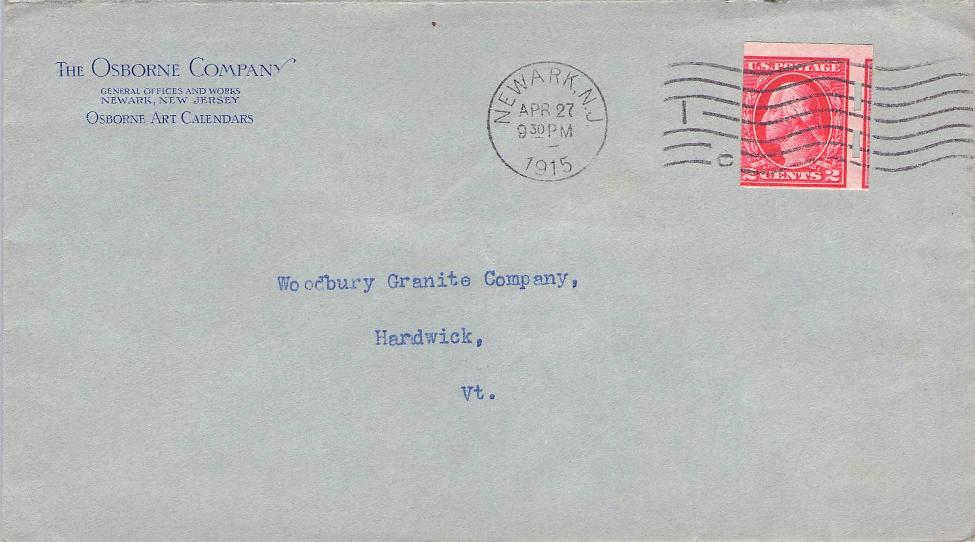 THE OSBORNE COMPANY
GENERAL OFFICES AND WORKS
NEWARK, NEW JERSEY
OSBORNE ART CALENDARS
NEWARK, N.J.
APR 27
9 30 PM
1915
C
U.S. POSTAGE
2 CENTS 2
Woodbury Granite Company,
Hardwick,
Vt.